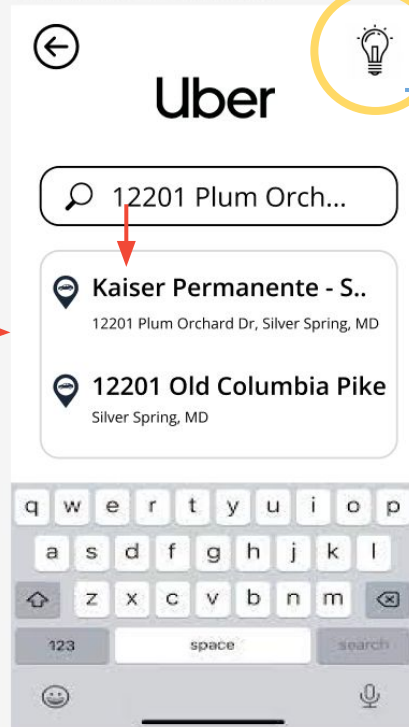 Uber
12201 Plum Orch...
Kaiser Permanente - S..
12201 Plum Orchard Dr, Silver Spring, MD
12201 Old Columbia Pike
Silver Spring, MD
q w e r t y u i o p
a s d f g h j k l
z x c v b n m
123 space search